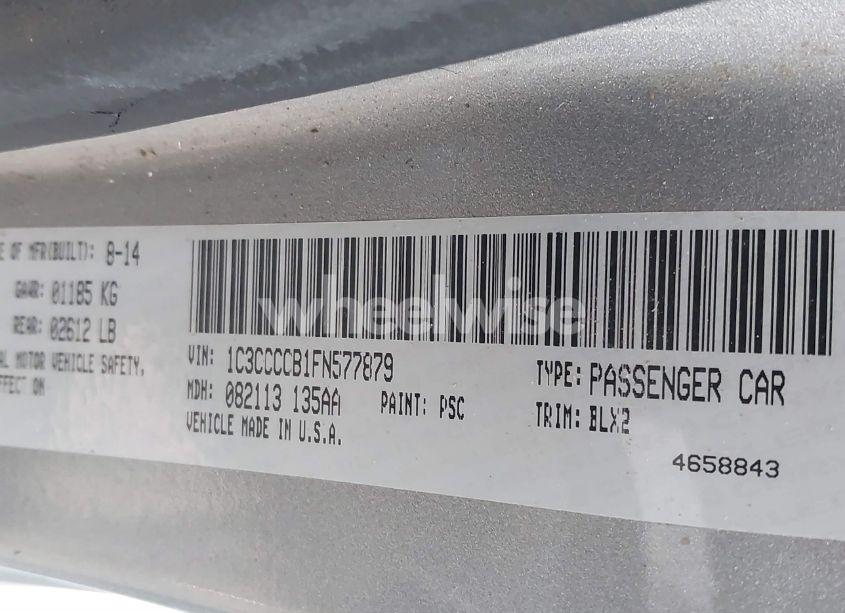 E OF MFR(BUILT): 8-14
GAWR: 01185 KG
REAR: 02612 LB
AL MOTOR VEHICLE SAFETY,
EFFECT ON
wheelwise
VIN: 1C3CCCCB1FN577879
MDH: 082113 135AA
PAINT: PSC
VEHICLE MADE IN U.S.A.
TYPE: PASSENGER CAR
TRIM: BLX2
4658843